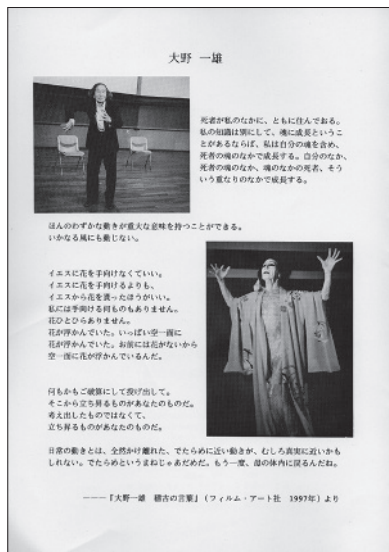 大野 一雄
死者が私のなかに、ともに住んでおる。
私の知識は別にして、魂に成長というこ
とがあるならば、私は自分の魂を含め、
死者の魂のなかで成長する。自分のなか、
死者の魂のなか、魂のなかの死者、そう
いう重なりのなかで成長する。
ほんのわずかな動きが重大な意味を持つことができる。
いかなる風にも動じない。
イエスに花を手向けなくていい。
イエスに花を手向けるよりも、
イエスから花を貰ったほうがいい。
私には手向ける何ものもありません。
花ひとひらありません。
花が浮かんでいた。いっぱい空一面に
花が浮かんでいた。お前には花がないから
空一面に花が浮かんでいるんだ。
何もかもご破算にして投げ出して。
そこから立ち昇るものがあなたのものだ。
考え出したものではなくて、
立ち昇るものがあなたのものだ。
日常の動きとは、全然かけ離れた、でたらめに近い動きが、むしろ真実に近いかも
しれない。でたらめというまねじゃあだめだ。もう一度、母の体内に戻るんだね。
―――『大野一雄 稽古の言葉』(フィルム・アート社 1997年)より